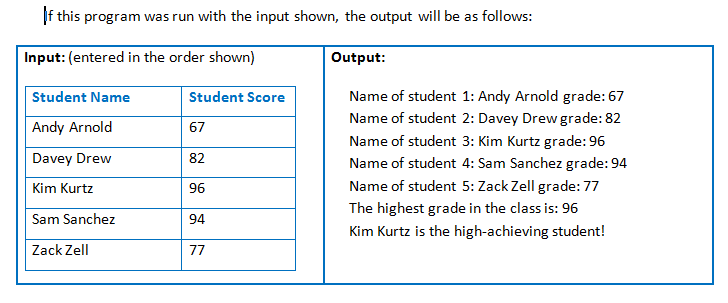 If this program was run with the input shown, the output will be as follows:
Input: (entered in the order shown)
Student Name Student Score
Andy Arnold 67
Davey Drew 82
Kim Kurtz 96
Sam Sanchez 94
Zack Zell 77
Output:
Name of student 1: Andy Arnold grade: 67
Name of student 2: Davey Drew grade: 82
Name of student 3: Kim Kurtz grade: 96
Name of student 4: Sam Sanchez grade: 94
Name of student 5: Zack Zell grade: 77
The highest grade in the class is: 96
Kim Kurtz is the high-achieving student!